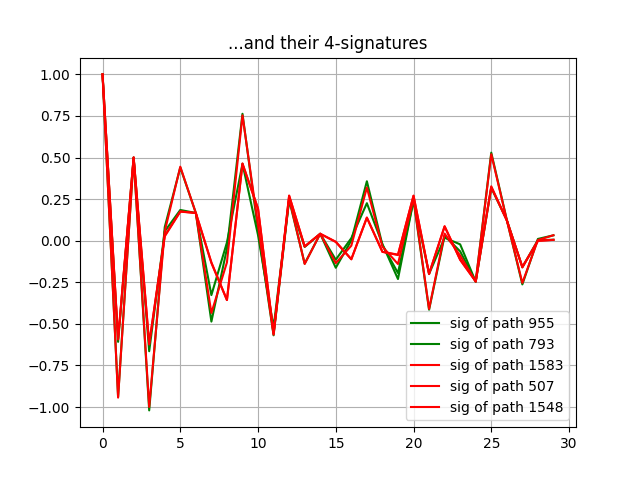 ...and their 4-signatures
1.00
0.75
0.50
0.25
0.00
−0.25
−0.50
−0.75
−1.00
0 5 10 15 20 25 30
sig of path 955
sig of path 793
sig of path 1583
sig of path 507
sig of path 1548